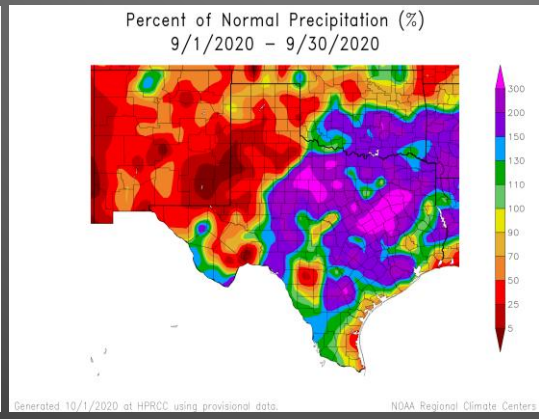 Percent of Normal Precipitation (%)
9/1/2020 – 9/30/2020
300
200
150
130
110
100
90
70
50
25
5
Generated 10/1/2020 at HPRCC using provisional data.
NOAA Regional Climate Centers